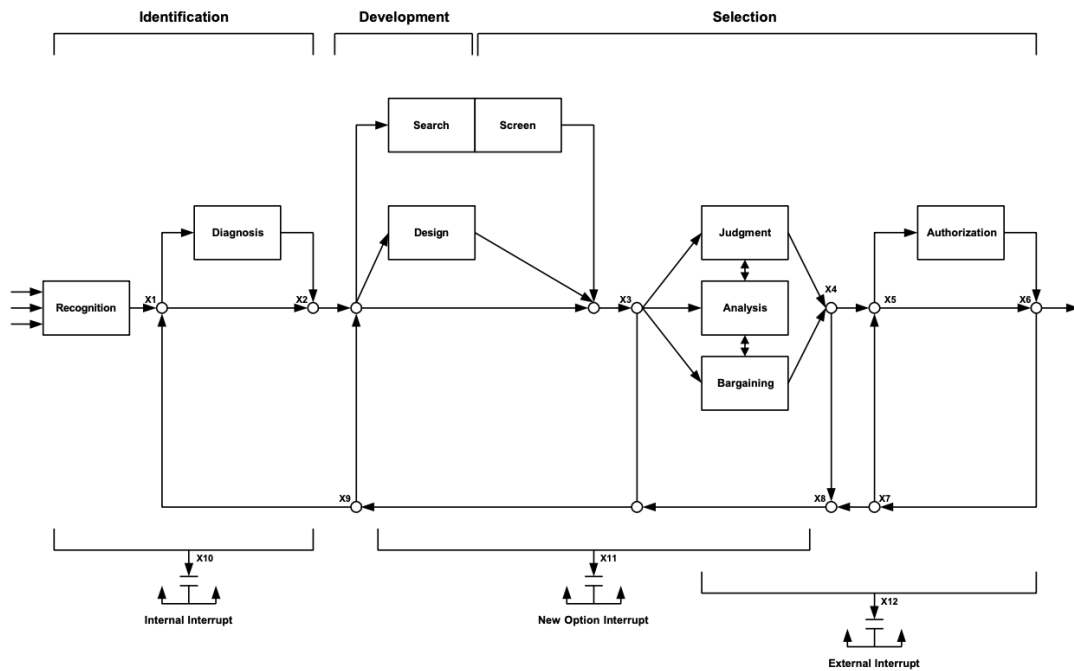 Identification
Development
Selection
Search
Screen
Diagnosis
Design
Judgment
Authorization
Recognition
X1
X2
X3
Analysis
X4
X5
X6
Bargaining
X9
X8
X7
X10
X11
X12
Internal Interrupt
New Option Interrupt
External Interrupt